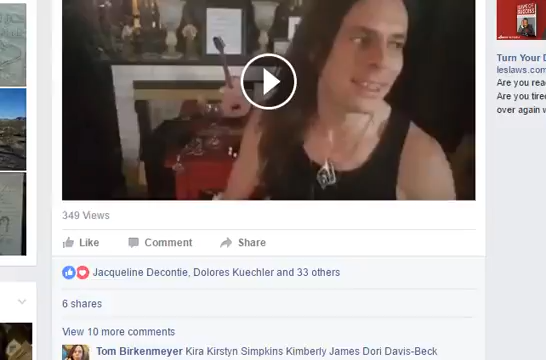 Turn Your
leslaws.com
Are you
Are you
over again
349 Views
Like Comment Share
Jacqueline Decontie, Dolores Kuechler and 33 others
6 shares
View 10 more comments
Tom Birkenmeyer Kira Kirstyn Simpkins Kimberly James Dori Davis-Beck